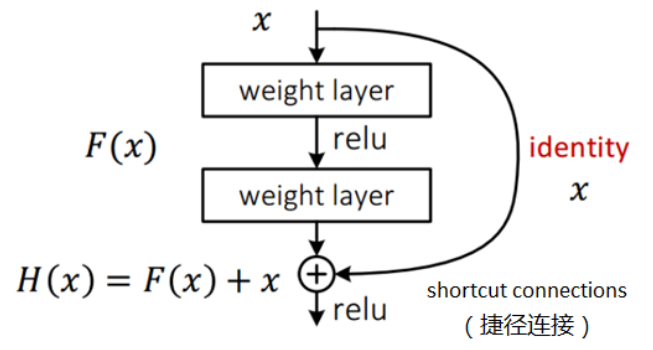 x
weight layer
relu
F(x)
identity
x
weight layer
H(x) = F(x) + x
relu
shortcut connections
（捷径连接）